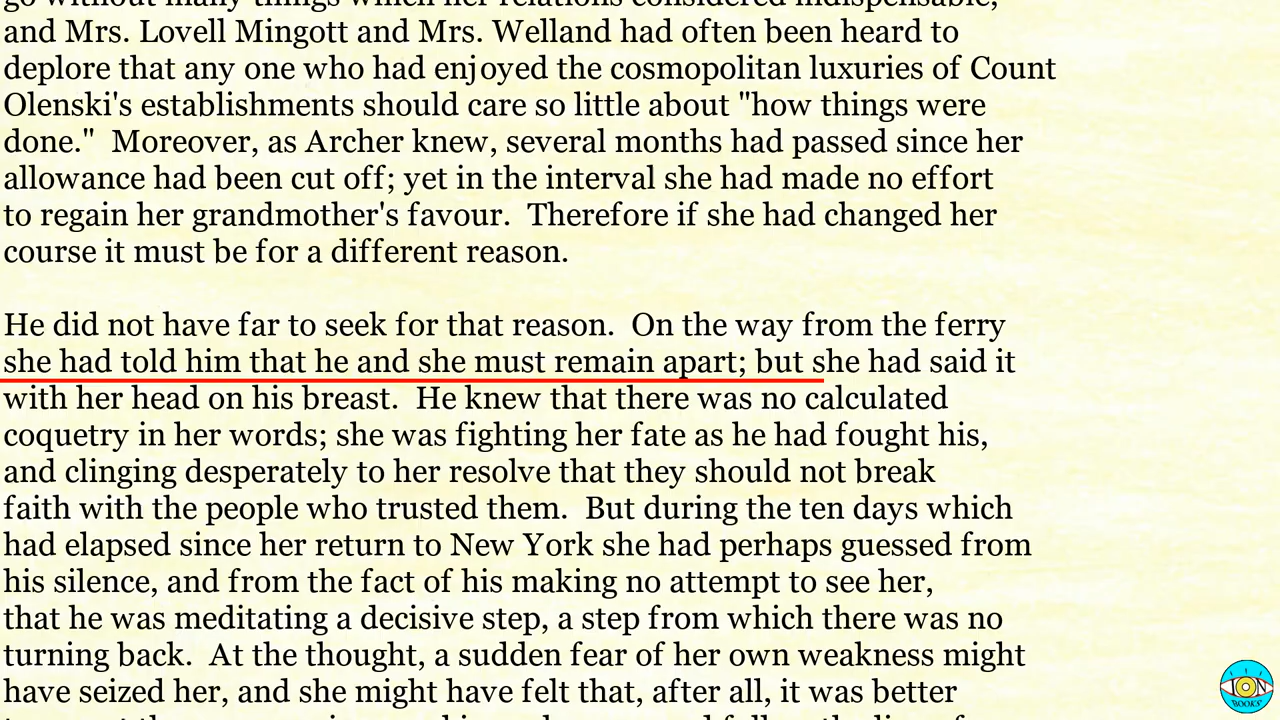 go without many things which her relations considered indispensable,
and Mrs. Lovell Mingott and Mrs. Welland had often been heard to
deplore that any one who had enjoyed the cosmopolitan luxuries of Count
Olenski's establishments should care so little about "how things were
done."  Moreover, as Archer knew, several months had passed since her
allowance had been cut off; yet in the interval she had made no effort
to regain her grandmother's favour.  Therefore if she had changed her
course it must be for a different reason.
He did not have far to seek for that reason.  On the way from the ferry
she had told him that he and she must remain apart; but she had said it
with her head on his breast.  He knew that there was no calculated
coquetry in her words; she was fighting her fate as he had fought his,
and clinging desperately to her resolve that they should not break
faith with the people who trusted them.  But during the ten days which
had elapsed since her return to New York she had perhaps guessed from
his silence, and from the fact of his making no attempt to see her,
that he was meditating a decisive step, a step from which there was no
turning back.  At the thought, a sudden fear of her own weakness might
have seized her, and she might have felt that, after all, it was better
ION
BOOKS